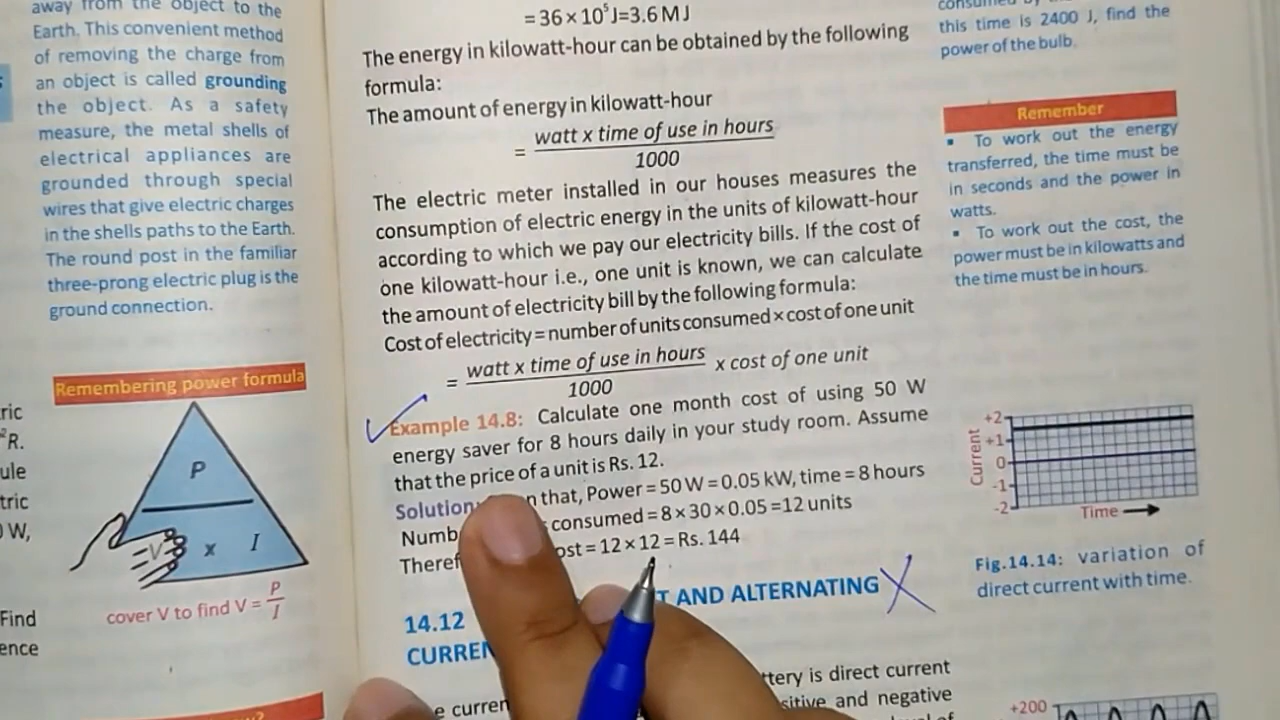 away from the object to the
Earth. This convenient method
of removing the charge from
an object is called grounding
the object. As a safety
measure, the metal shells of
electrical appliances are
grounded through special
wires that give electric charges
in the shells paths to the Earth.
The round post in the familiar
three-prong electric plug is the
ground connection.
Remembering power formula
P
V x I
cover V to find V = P/I
ric
²R.
ule
tric
W,
Find
ence
= 36 × 10⁵ J=3.6 MJ
The energy in kilowatt-hour can be obtained by the following
formula:
The amount of energy in kilowatt-hour
= watt x time of use in hours
1000
The electric meter installed in our houses measures the
consumption of electric energy in the units of kilowatt-hour
according to which we pay our electricity bills. If the cost of
one kilowatt-hour i.e., one unit is known, we can calculate
the amount of electricity bill by the following formula:
Cost of electricity = number of units consumed × cost of one unit
= watt x time of use in hours x cost of one unit
1000
Example 14.8: Calculate one month cost of using 50 W
energy saver for 8 hours daily in your study room. Assume
that the price of a unit is Rs. 12.
Solution: n that, Power = 50 W = 0.05 kW, time = 8 hours
Numb consumed = 8 × 30 × 0.05 = 12 units
Theref ost = 12 × 12 = Rs. 144
14.12 T AND ALTERNATING
CURREN
e curren ttery is direct current
sitive and negative
this time is 2400 J, find the
power of the bulb.
Remember
▪ To work out the energy
transferred, the time must be
in seconds and the power in
watts.
▪ To work out the cost, the
power must be in kilowatts and
the time must be in hours.
Current
+2
+1
0
-1
-2
Time
Fig.14.14: variation of
direct current with time.
+200